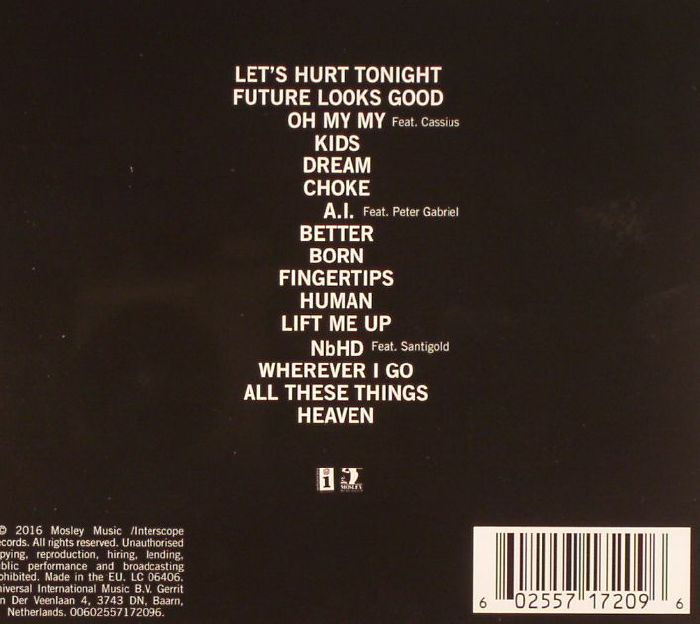 LET'S HURT TONIGHT
FUTURE LOOKS GOOD
OH MY MY Feat. Cassius
KIDS
DREAM
CHOKE
A.I. Feat. Peter Gabriel
BETTER
BORN
FINGERTIPS
HUMAN
LIFT ME UP
NbHD Feat. Santigold
WHEREVER I GO
ALL THESE THINGS
HEAVEN
i
MOSLEY
© 2016 Mosley Music /Interscope
ecords. All rights reserved. Unauthorised
pying, reproduction, hiring, lending,
blic performance and broadcasting
ohibited. Made in the EU. LC 06406.
niversal International Music B.V. Gerrit
n Der Veenlaan 4, 3743 DN, Baarn,
Netherlands. 00602557172096.
6 02557 17209 6